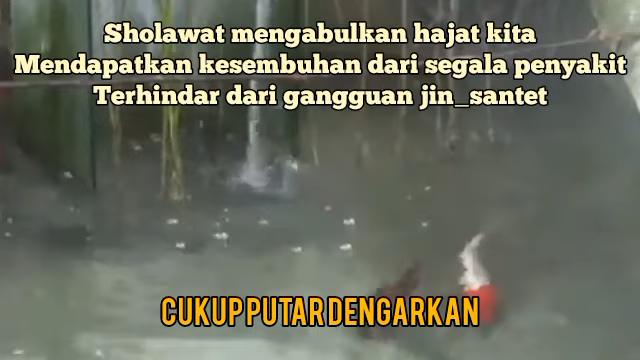 Sholawat mengabulkan hajat kita
Mendapatkan kesembuhan dari segala penyakit
Terhindar dari gangguan jin_santet
CUKUP PUTAR DENGARKAN